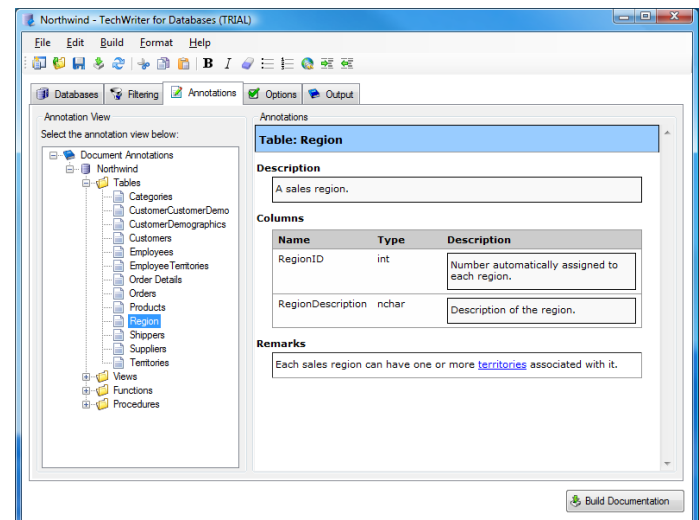 Northwind - TechWriter for Databases (TRIAL)
File Edit Build Format Help
B I
Databases Filtering Annotations Options Output
Annotation View
Select the annotation view below:
Document Annotations
Northwind
Tables
Categories
CustomerCustomerDemo
CustomerDemographics
Customers
Employees
EmployeeTerritories
Order Details
Orders
Products
Region
Shippers
Suppliers
Territories
Views
Functions
Procedures
Annotations
Table: Region
Description
A sales region.
Columns
Name Type Description
RegionID int Number automatically assigned to
each region.
RegionDescription nchar Description of the region.
Remarks
Each sales region can have one or more territories associated with it.
Build Documentation